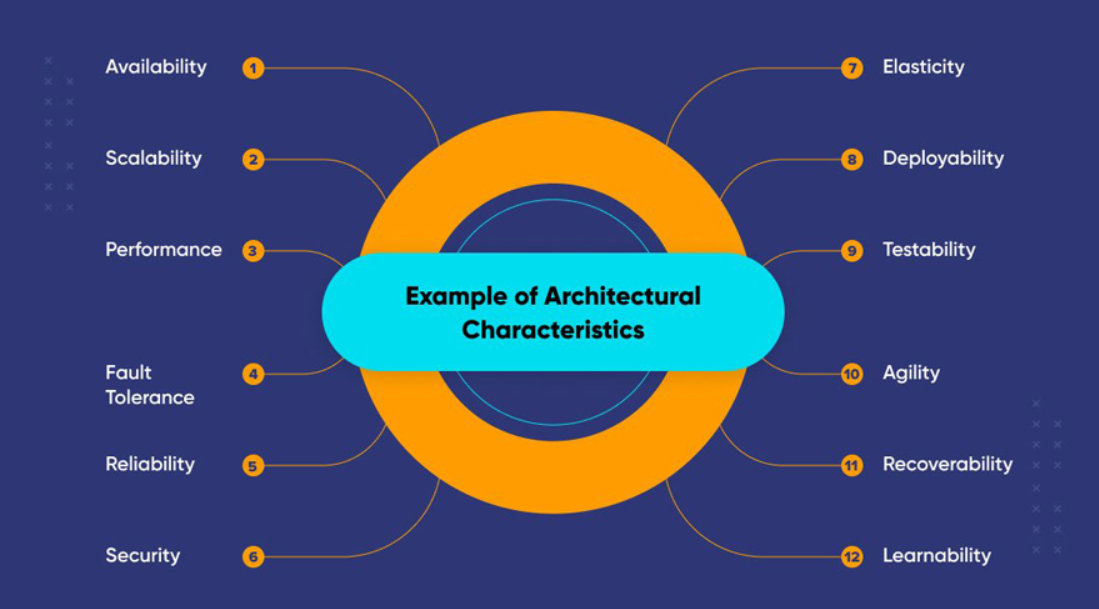 Availability 1
Scalability 2
Performance 3
Fault
Tolerance 4
Reliability 5
Security 6
Example of Architectural
Characteristics
7 Elasticity
8 Deployability
9 Testability
10 Agility
11 Recoverability
12 Learnability